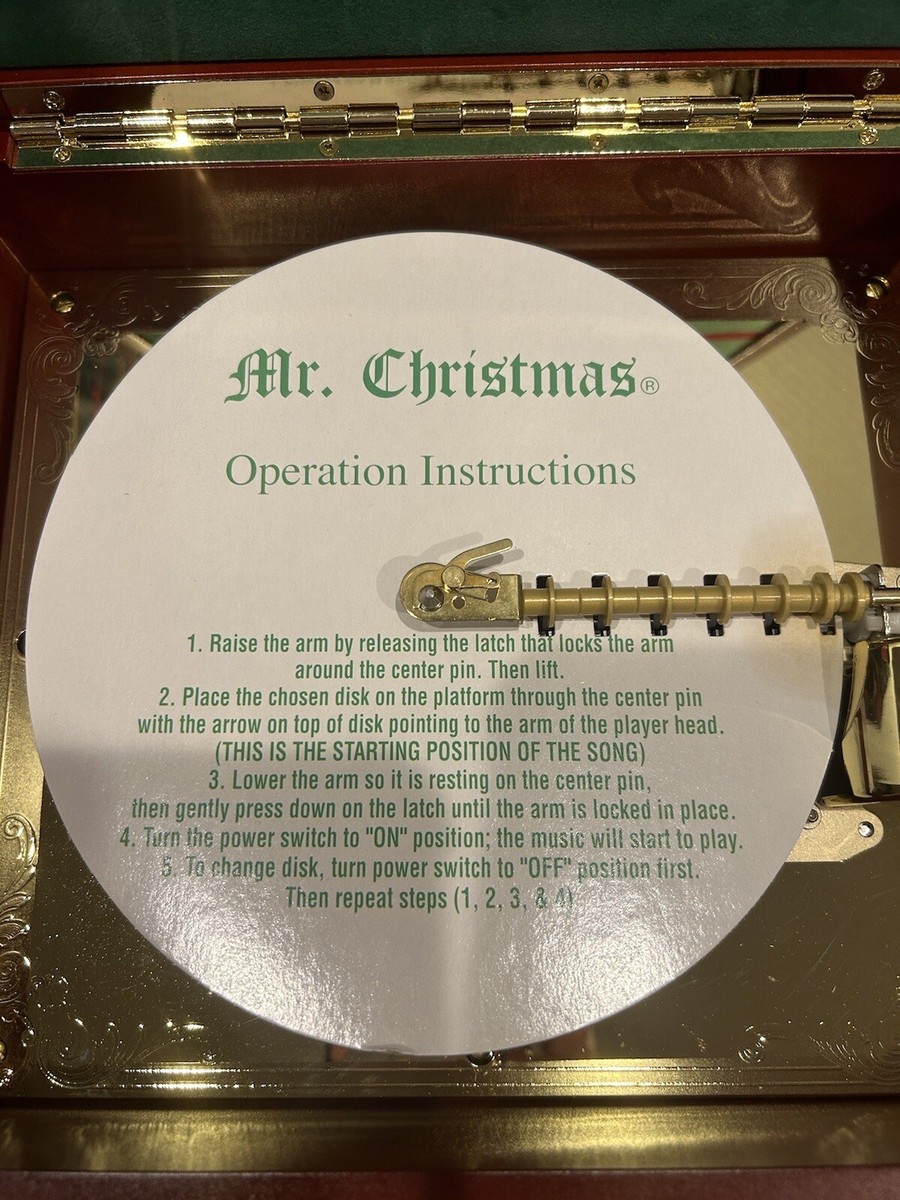 Mr. Christmas®
Operation Instructions
1. Raise the arm by releasing the latch that locks the arm
around the center pin. Then lift.
2. Place the chosen disk on the platform through the center pin
with the arrow on top of disk pointing to the arm of the player head.
(THIS IS THE STARTING POSITION OF THE SONG)
3. Lower the arm so it is resting on the center pin,
then gently press down on the latch until the arm is locked in place.
4. Turn the power switch to "ON" position; the music will start to play.
5. To change disk, turn power switch to "OFF" position first.
Then repeat steps (1, 2, 3, & 4)